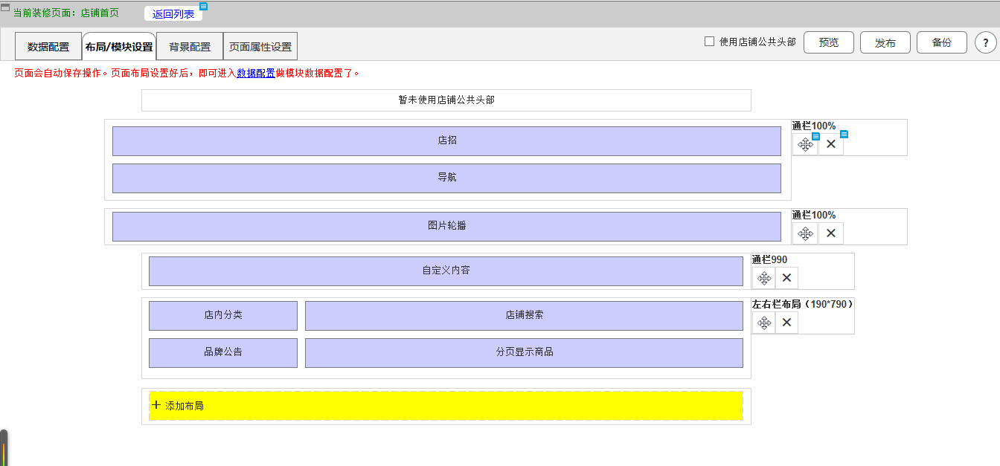 当前装修页面：店铺首页 返回列表
数据配置 布局/模块设置 背景配置 页面属性设置 使用店铺公共头部 预览 发布 备份 ?
页面会自动保存操作。页面布局设置好后，即可进入数据配置做模块数据配置了。
暂未使用店铺公共头部
通栏100%
店招
导航
通栏100%
图片轮播
通栏990
自定义内容
左右栏布局（190*790）
店内分类 店铺搜索
品牌公告 分页显示商品
添加布局